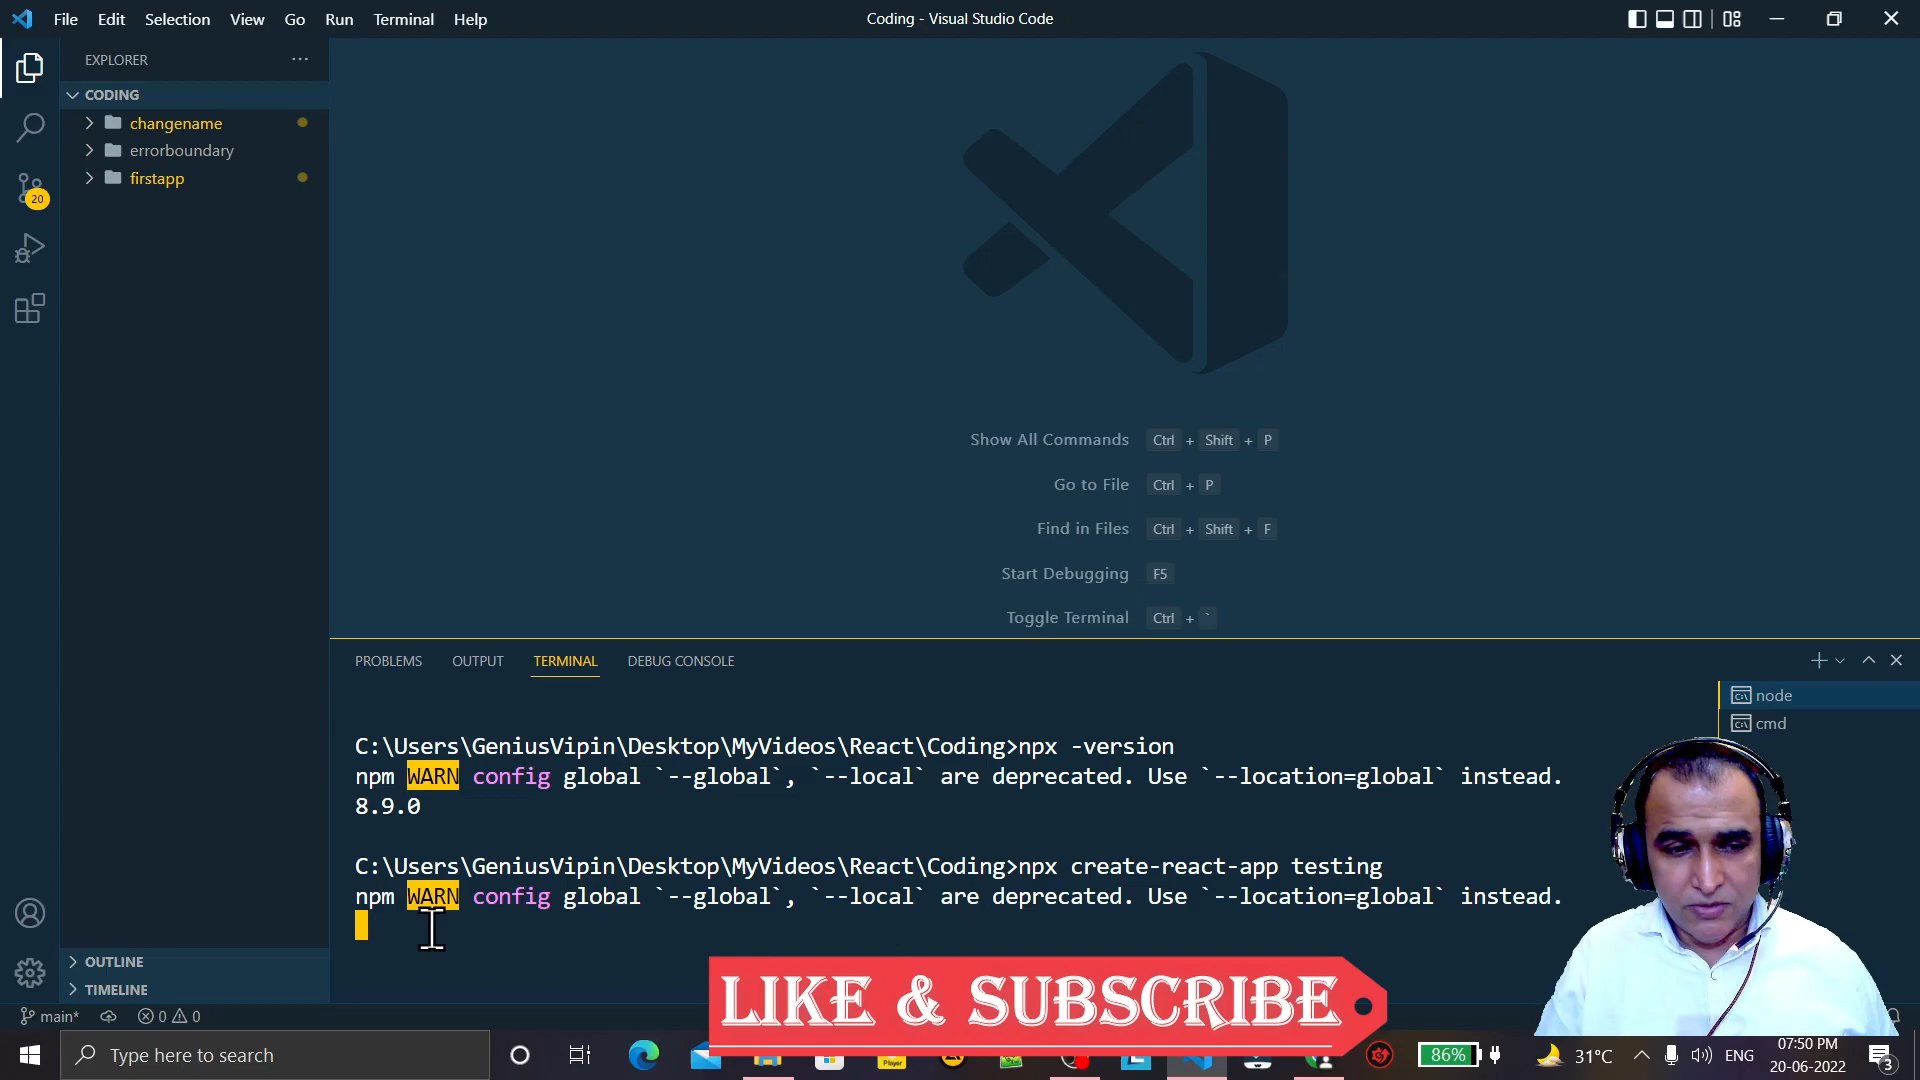 File Edit Selection View Go Run Terminal Help
Coding - Visual Studio Code
EXPLORER
CODING
changename
errorboundary
firstapp
20
Show All Commands Ctrl + Shift + P
Go to File Ctrl + P
Find in Files Ctrl + Shift + F
Start Debugging F5
Toggle Terminal Ctrl + `
PROBLEMS OUTPUT TERMINAL DEBUG CONSOLE
node
cmd
C:\Users\GeniusVipin\Desktop\MyVideos\React\Coding>npx -version
npm WARN config global `--global`, `--local` are deprecated. Use `--location=global` instead.
8.9.0
C:\Users\GeniusVipin\Desktop\MyVideos\React\Coding>npx create-react-app testing
npm WARN config global `--global`, `--local` are deprecated. Use `--location=global` instead.
OUTLINE
TIMELINE
LIKE & SUBSCRIBE
main* 0 0
Type here to search
Player
86%
31°C
ENG
07:50 PM
20-06-2022
3